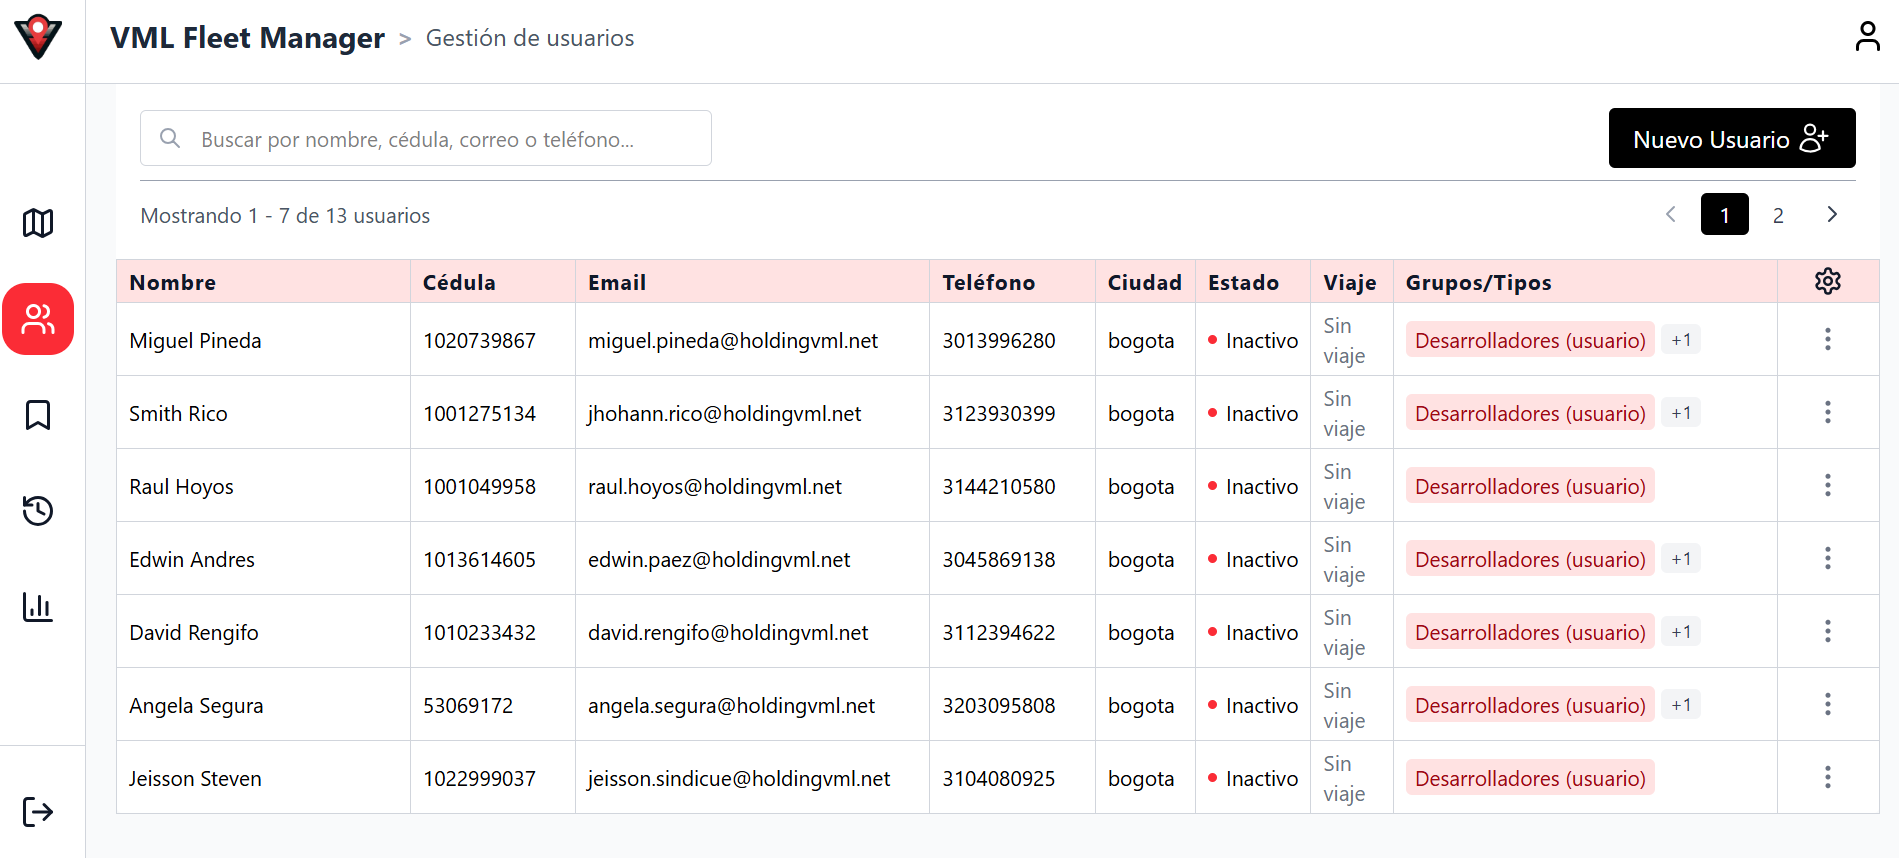 VML Fleet Manager > Gestión de usuarios
Buscar por nombre, cédula, correo o teléfono...
Nuevo Usuario
Mostrando 1 - 7 de 13 usuarios
1 2
Nombre Cédula Email Teléfono Ciudad Estado Viaje Grupos/Tipos
Miguel Pineda 1020739867 miguel.pineda@holdingvml.net 3013996280 bogota Inactivo Sin viaje Desarrolladores (usuario) +1
Smith Rico 1001275134 jhohann.rico@holdingvml.net 3123930399 bogota Inactivo Sin viaje Desarrolladores (usuario) +1
Raul Hoyos 1001049958 raul.hoyos@holdingvml.net 3144210580 bogota Inactivo Sin viaje Desarrolladores (usuario)
Edwin Andres 1013614605 edwin.paez@holdingvml.net 3045869138 bogota Inactivo Sin viaje Desarrolladores (usuario) +1
David Rengifo 1010233432 david.rengifo@holdingvml.net 3112394622 bogota Inactivo Sin viaje Desarrolladores (usuario) +1
Angela Segura 53069172 angela.segura@holdingvml.net 3203095808 bogota Inactivo Sin viaje Desarrolladores (usuario) +1
Jeisson Steven 1022999037 jeisson.sindicue@holdingvml.net 3104080925 bogota Inactivo Sin viaje Desarrolladores (usuario)